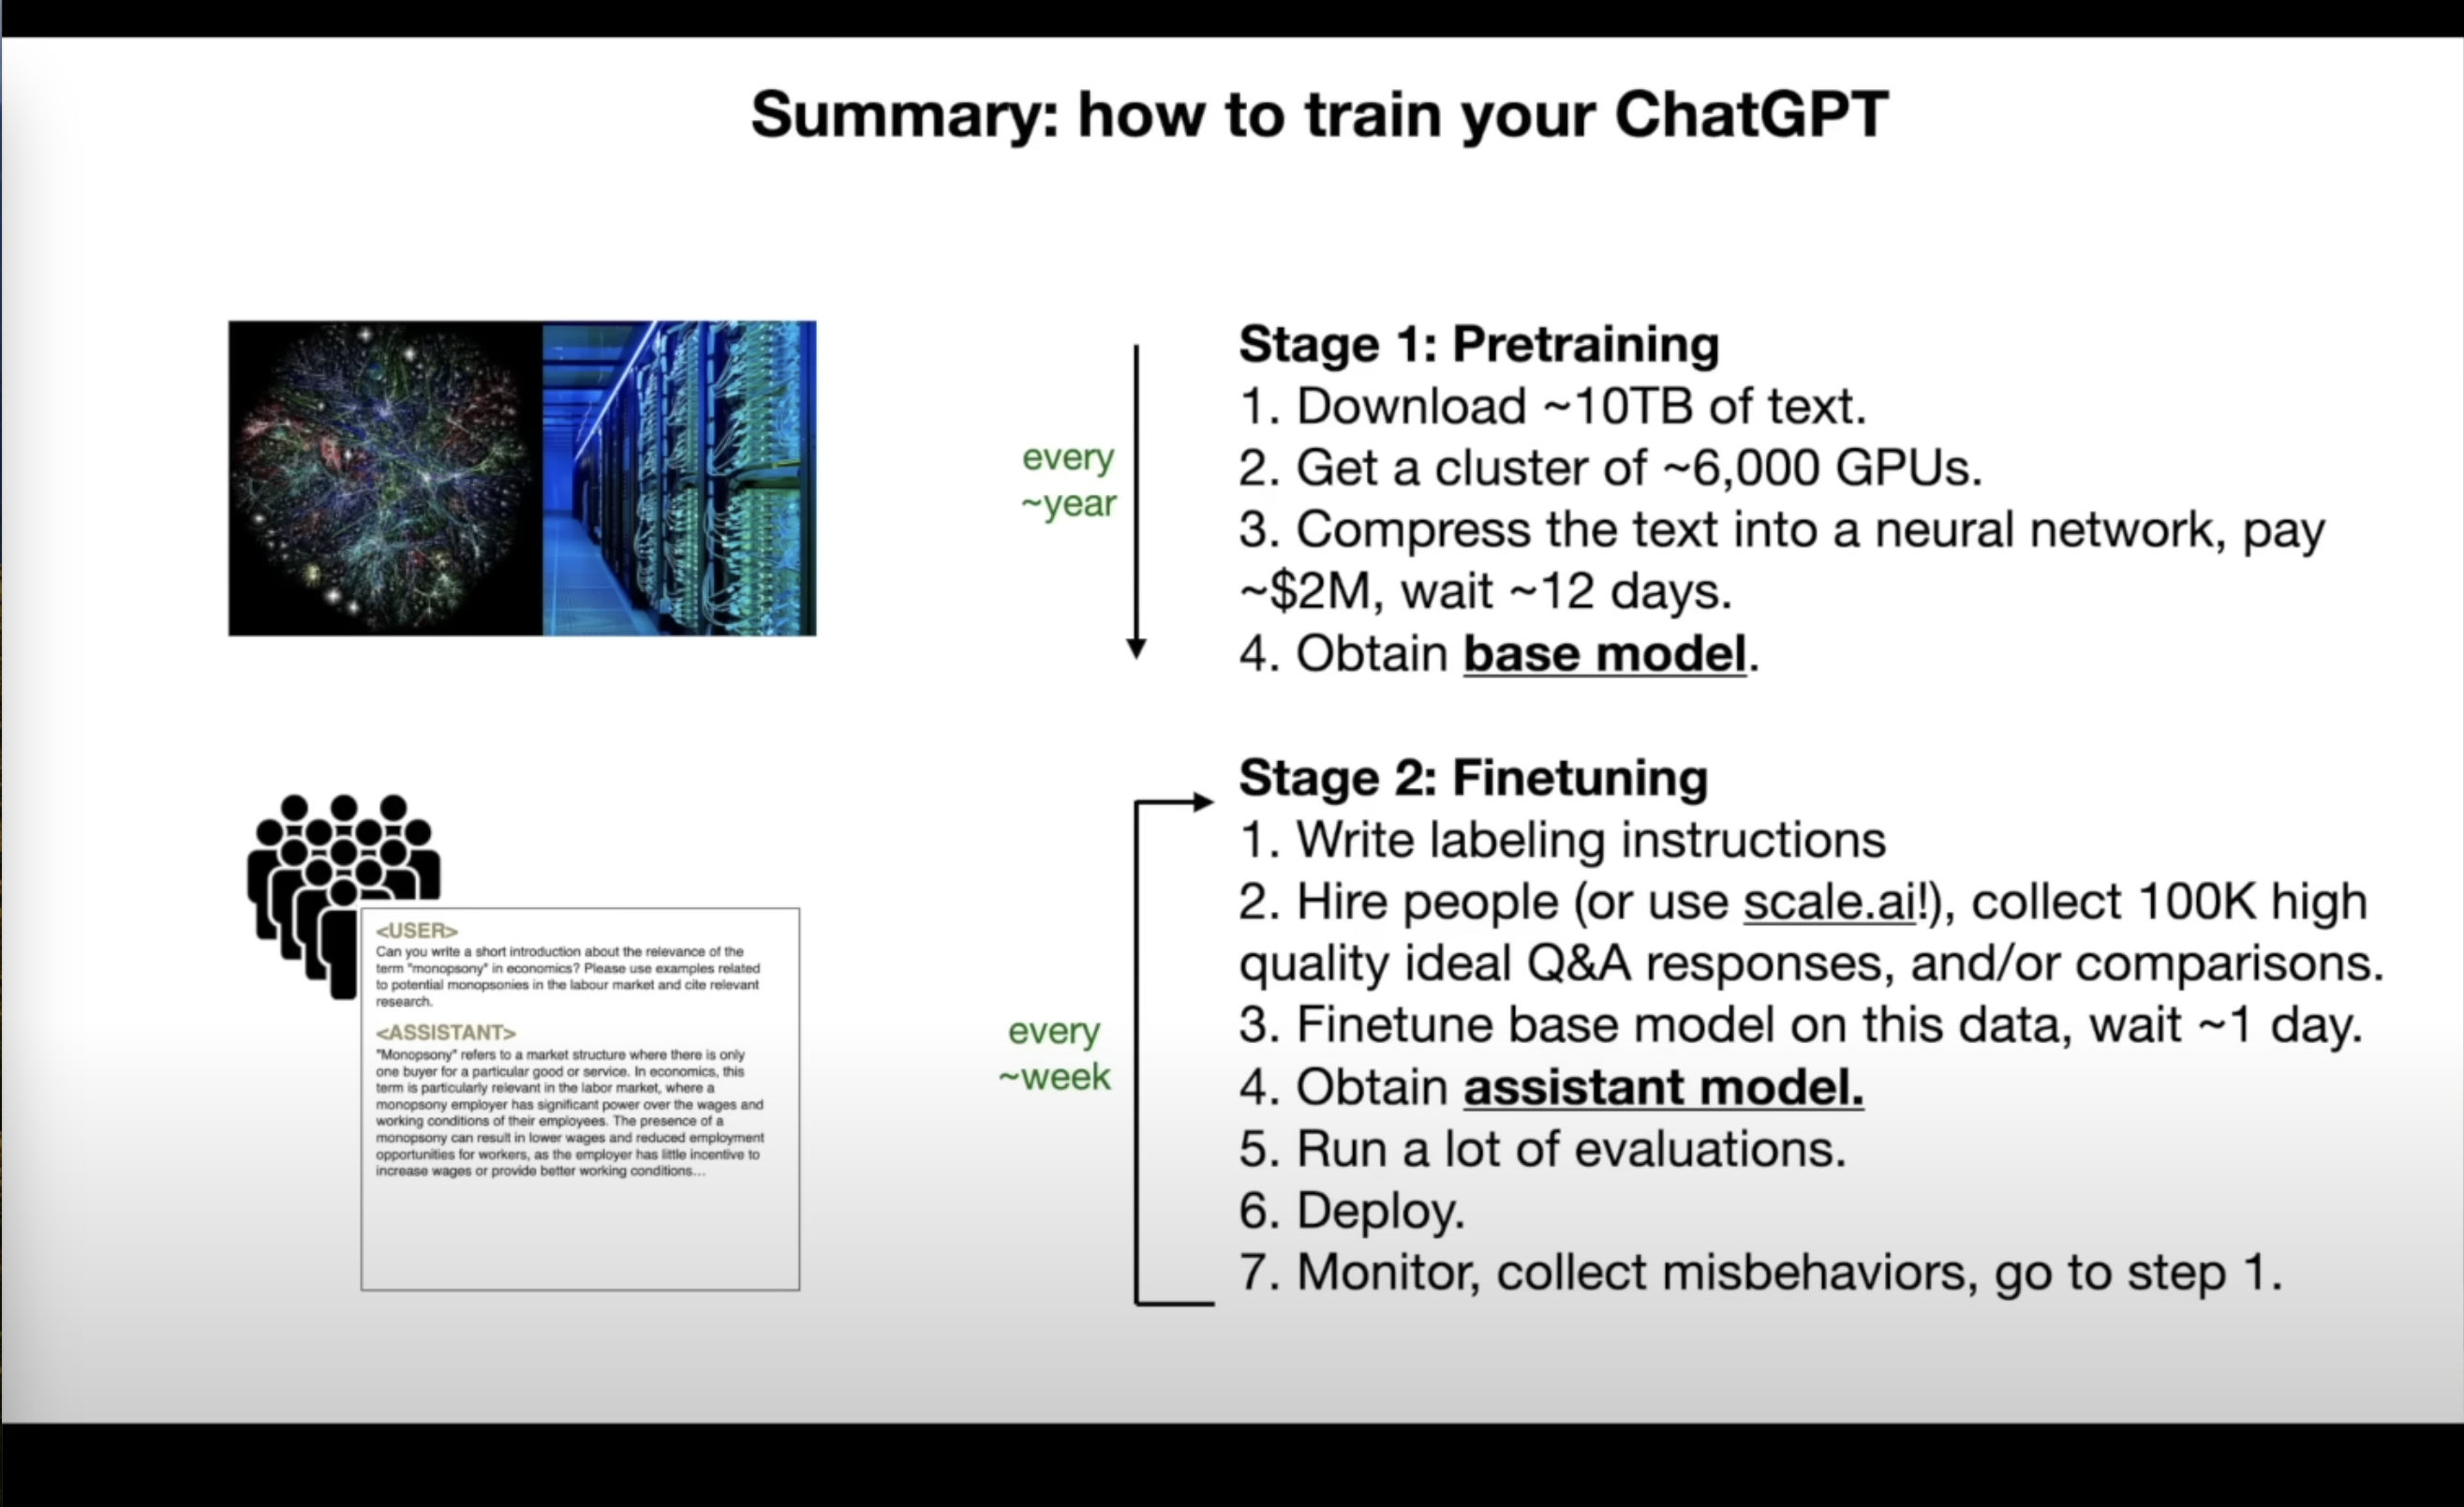 Summary: how to train your ChatGPT
every
~year
Stage 1: Pretraining
1. Download ~10TB of text.
2. Get a cluster of ~6,000 GPUs.
3. Compress the text into a neural network, pay
~$2M, wait ~12 days.
4. Obtain base model.
<USER>
Can you write a short introduction about the relevance of the
term "monopsony" in economics? Please use examples related
to potential monopsonies in the labour market and cite relevant
research.
<ASSISTANT>
"Monopsony" refers to a market structure where there is only
one buyer for a particular good or service. In economics, this
term is particularly relevant in the labor market, where a
monopsony employer has significant power over the wages and
working conditions of their employees. The presence of a
monopsony can result in lower wages and reduced employment
opportunities for workers, as the employer has little incentive to
increase wages or provide better working conditions...
every
~week
Stage 2: Finetuning
1. Write labeling instructions
2. Hire people (or use scale.ai!), collect 100K high
quality ideal Q&A responses, and/or comparisons.
3. Finetune base model on this data, wait ~1 day.
4. Obtain assistant model.
5. Run a lot of evaluations.
6. Deploy.
7. Monitor, collect misbehaviors, go to step 1.